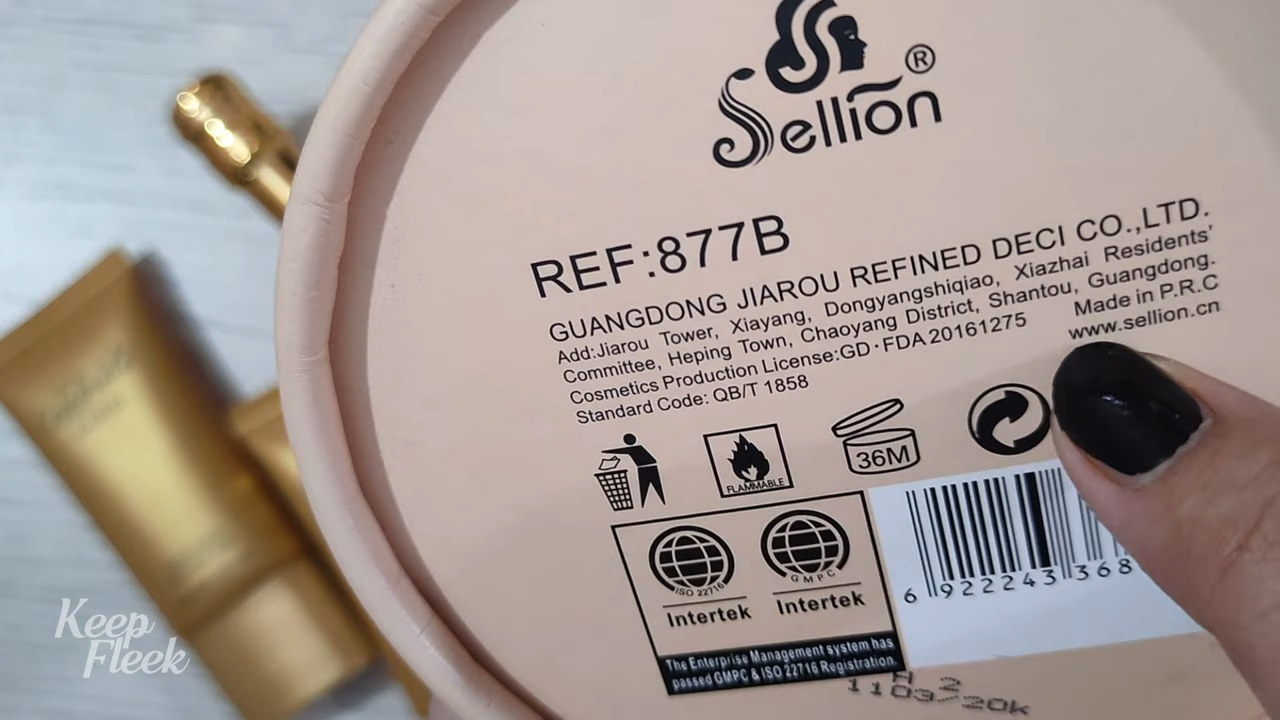 Sellion®
REF:877B
GUANGDONG JIAROU REFINED DECI CO.,LTD.
Add:Jiarou Tower, Xiayang, Dongyangshiqiao, Xiazhai Residents'
Committee, Heping Town, Chaoyang District, Shantou, Guangdong.
Cosmetics Production License:GD·FDA20161275 Made in P.R.C
Standard Code: QB/T 1858 www.sellion.cn
FLAMMABLE
36M
ISO 22716
GMPC
Intertek
Intertek
6 922243 368
The Enterprise Management system has
passed GMPC & ISO 22716 Registration.
Keep
Fleek